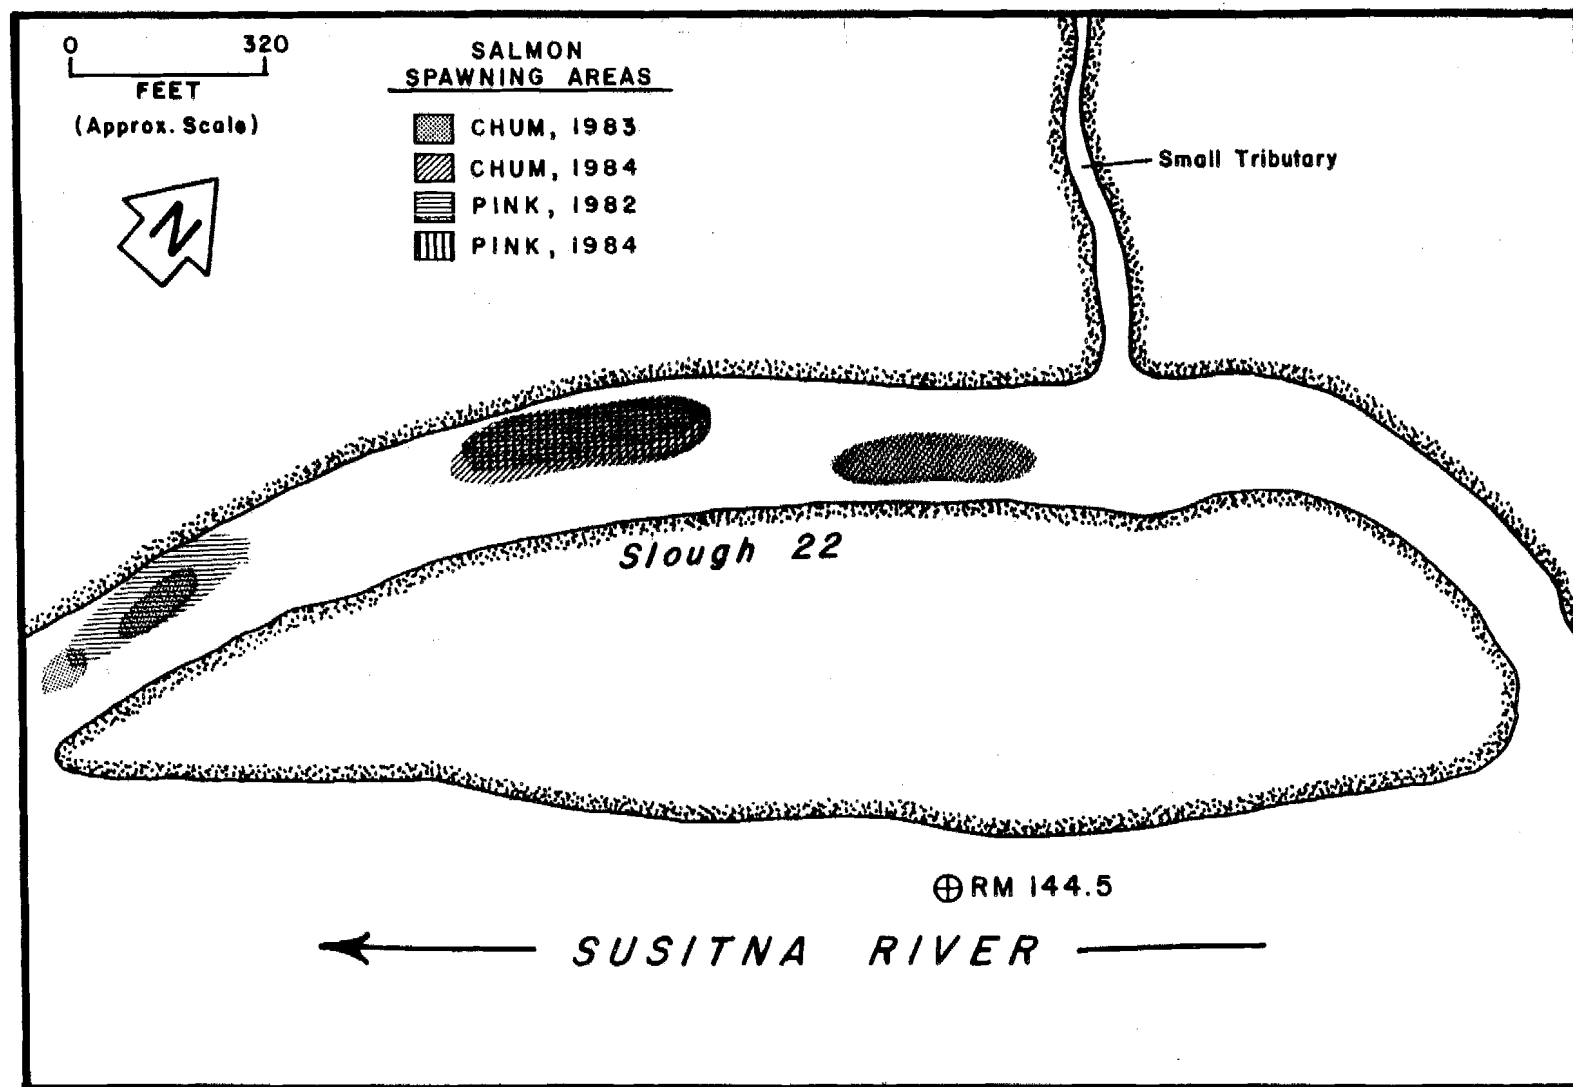 0 320
FEET
(Approx. Scale)
N
SALMON
SPAWNING AREAS
CHUM, 1983
CHUM, 1984
PINK, 1982
PINK, 1984
Small Tributary
Slough 22
RM 144.5
SUSITNA RIVER